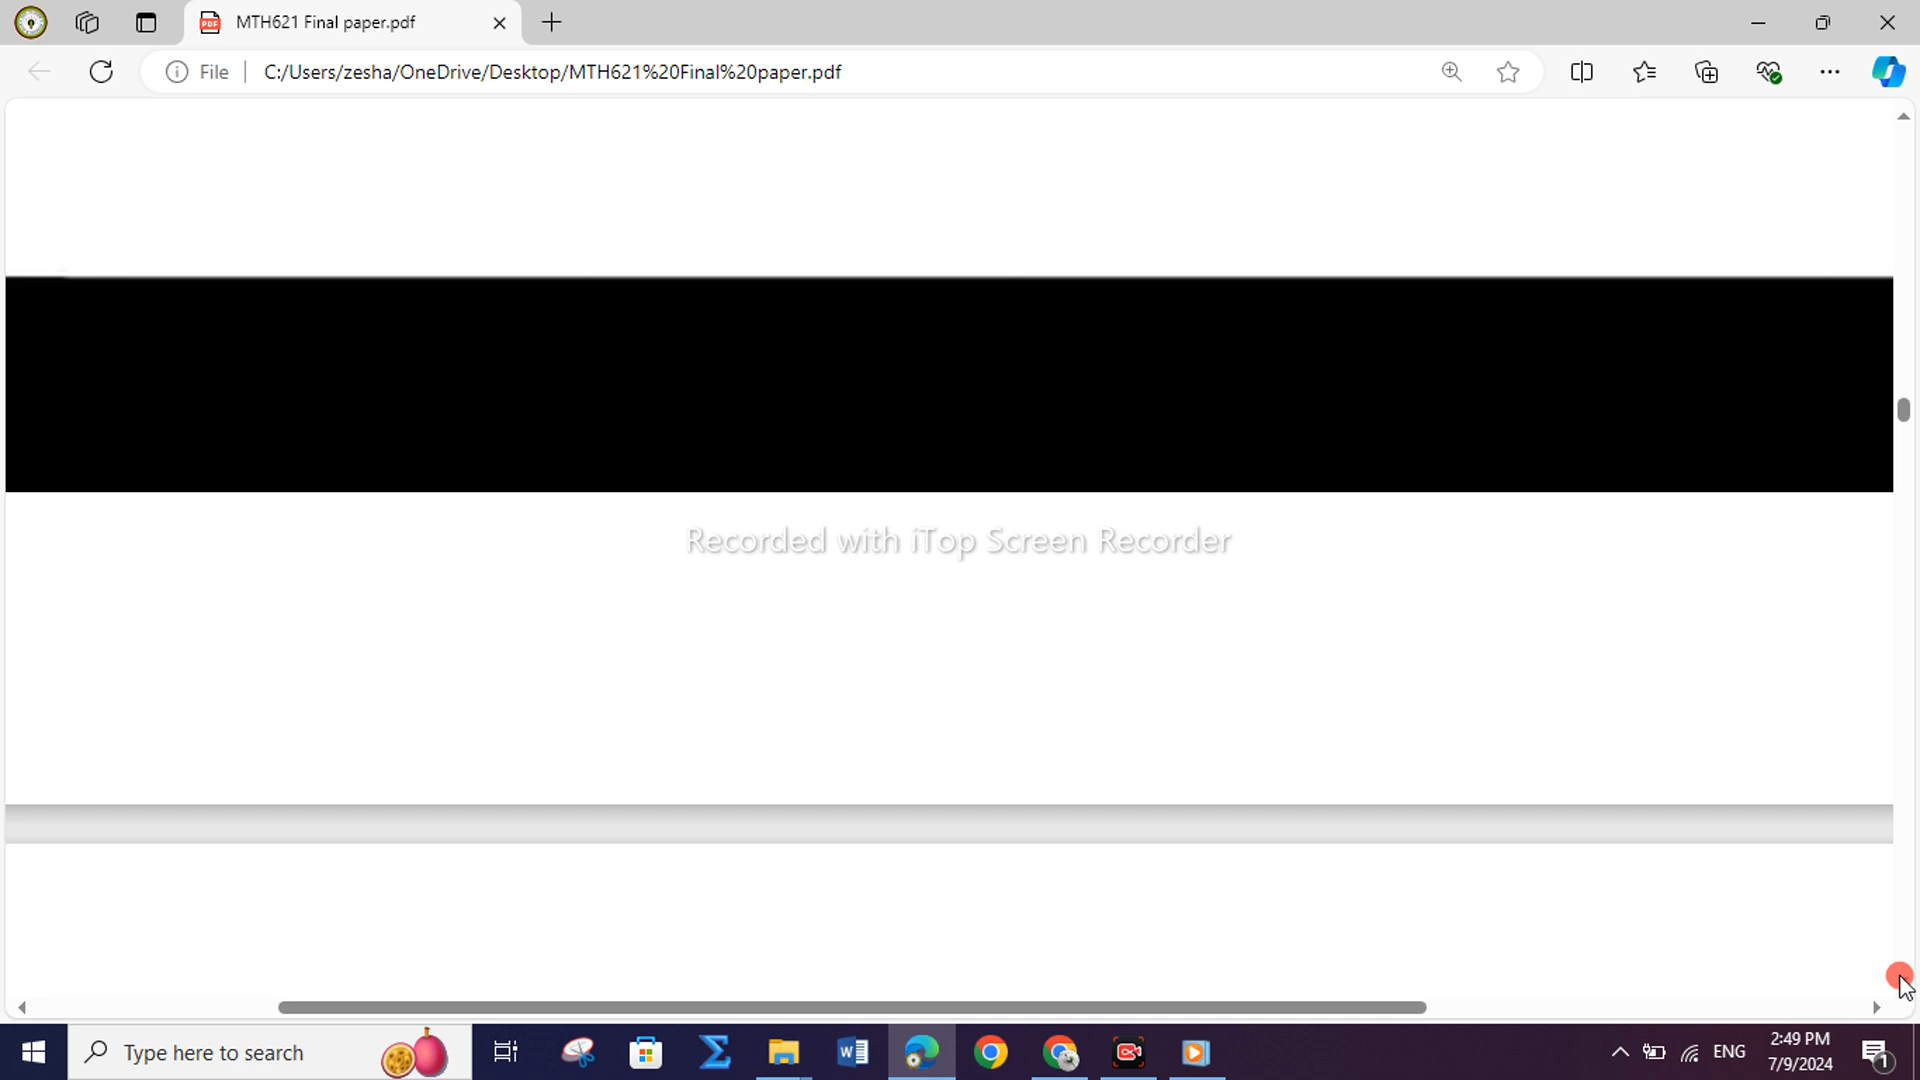 MTH621 Final paper.pdf
File
C:/Users/zesha/OneDrive/Desktop/MTH621%20Final%20paper.pdf
Recorded with iTop Screen Recorder
Type here to search
ENG
2:49 PM
7/9/2024
1